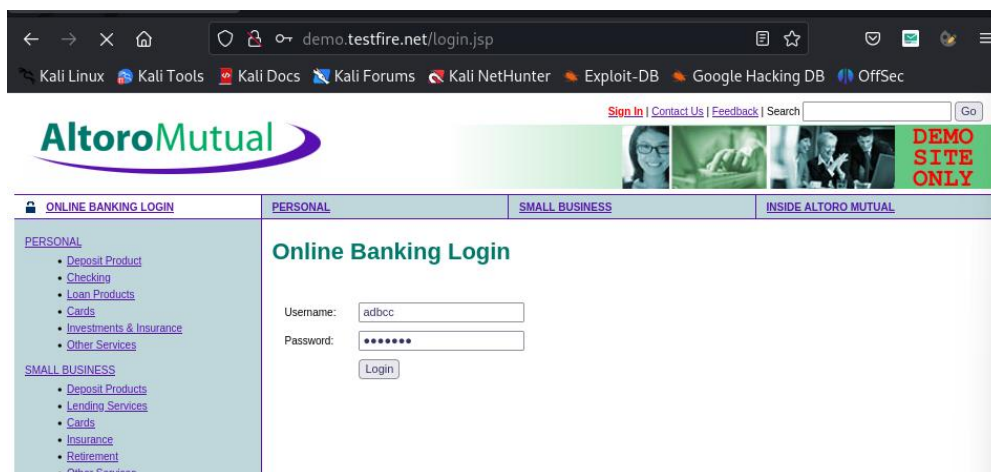 demo.testfire.net/login.jsp
Kali Linux Kali Tools Kali Docs Kali Forums Kali NetHunter Exploit-DB Google Hacking DB OffSec
Sign In | Contact Us | Feedback | Search Go
AltoroMutual
DEMO
SITE
ONLY
ONLINE BANKING LOGIN PERSONAL SMALL BUSINESS INSIDE ALTORO MUTUAL
PERSONAL
Deposit Product
Checking
Loan Products
Cards
Investments & Insurance
Other Services
SMALL BUSINESS
Deposit Products
Lending Services
Cards
Insurance
Retirement
Other Services
Online Banking Login
Username: adbcc
Password: •••••••
Login